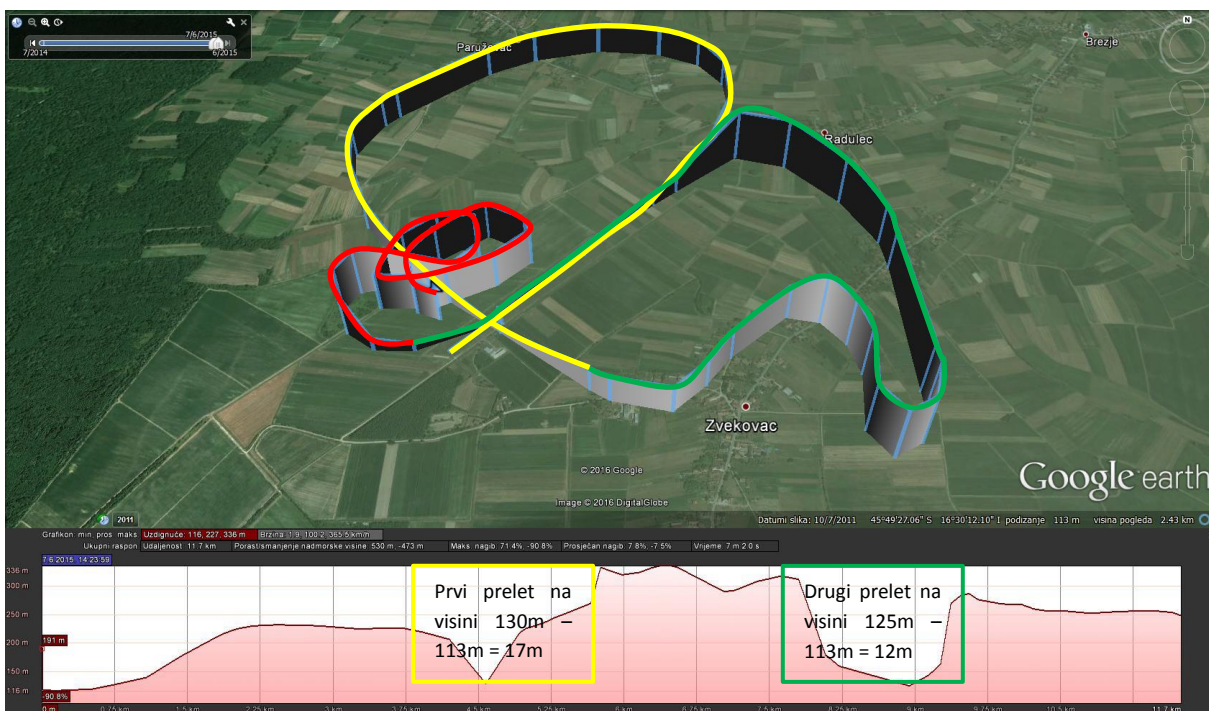 7/6/2015
7/2014
6/2015
N
Paruževac
Brezje
Radulec
Zvekovac
© 2016 Google
Image © 2016 DigitalGlobe
Google earth
2011
Datumi slika: 10/7/2011 45º49'27.06" S 16º30'12.10" I podizanje 113 m visina pogleda 2.43 km
Grafikon min pros maks Uzdignuće: 116, 227, 336 m Brzina 1.9, 100.2, 365.5 km/h
Ukupni raspon Udaljenost 11.7 km Porast/smanjenje nadmorske visine 530 m, -473 m Maks. nagib: 71.4%, -90.8% Prosječan nagib: 7.8%, -7.5% Vrijeme 7 m 2.0 s
7.6.2015. 14:23:59
336 m
300 m
200 m
150 m
116 m
191 m
-90.8%
Prvi prelet na
visini 130m –
113m = 17m
Drugi prelet na
visini 125m –
113m = 12m
0 m 0.75 km 1.5 km 2.25 km 3 km 3.75 km 4.5 km 5.25 km 6 km 6.75 km 7.5 km 8.25 km 9 km 9.75 km 10.5 km 11.7 km